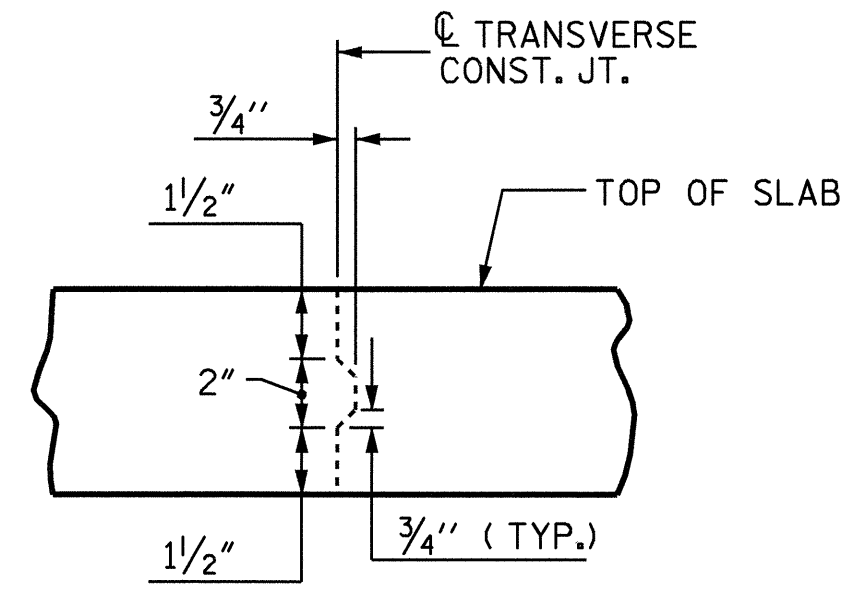 ℄ TRANSVERSE
CONST. JT.
3/4"
1 1/2"
TOP OF SLAB
2"
3/4" (TYP.)
1 1/2"